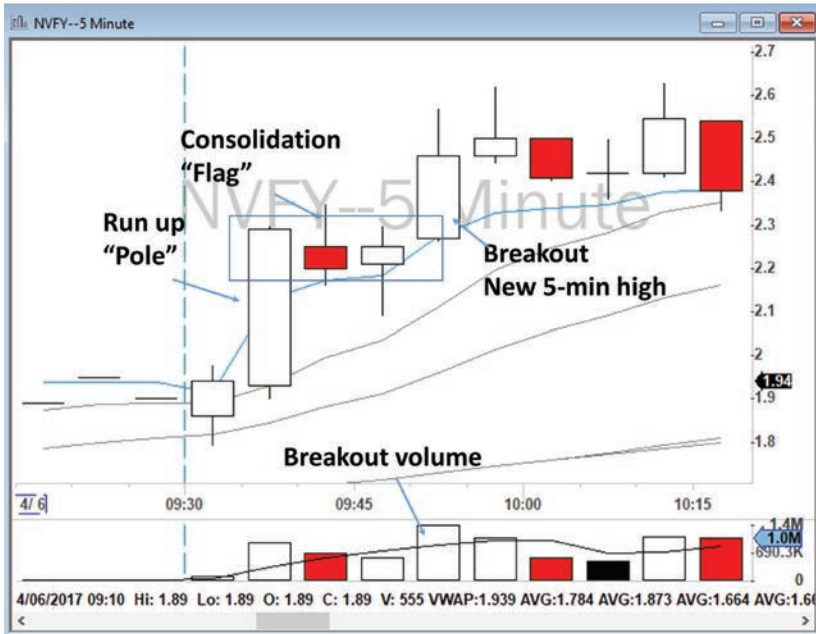 NVFY--5 Minute
2.7
2.6
2.5
2.4
2.3
2.2
2.1
2
1.9
1.8
1.94
NVFY--5 Minute
Consolidation
“Flag”
Run up
“Pole”
Breakout
New 5-min high
Breakout volume
4/ 6
09:30
09:45
10:00
10:15
1.4M
1.0M
690.3K
0
4/06/2017 09:10 Hi: 1.89 Lo: 1.89 O: 1.89 C: 1.89 V: 555 VWAP:1.939 AVG:1.784 AVG:1.873 AVG:1.664 AVG:1.66